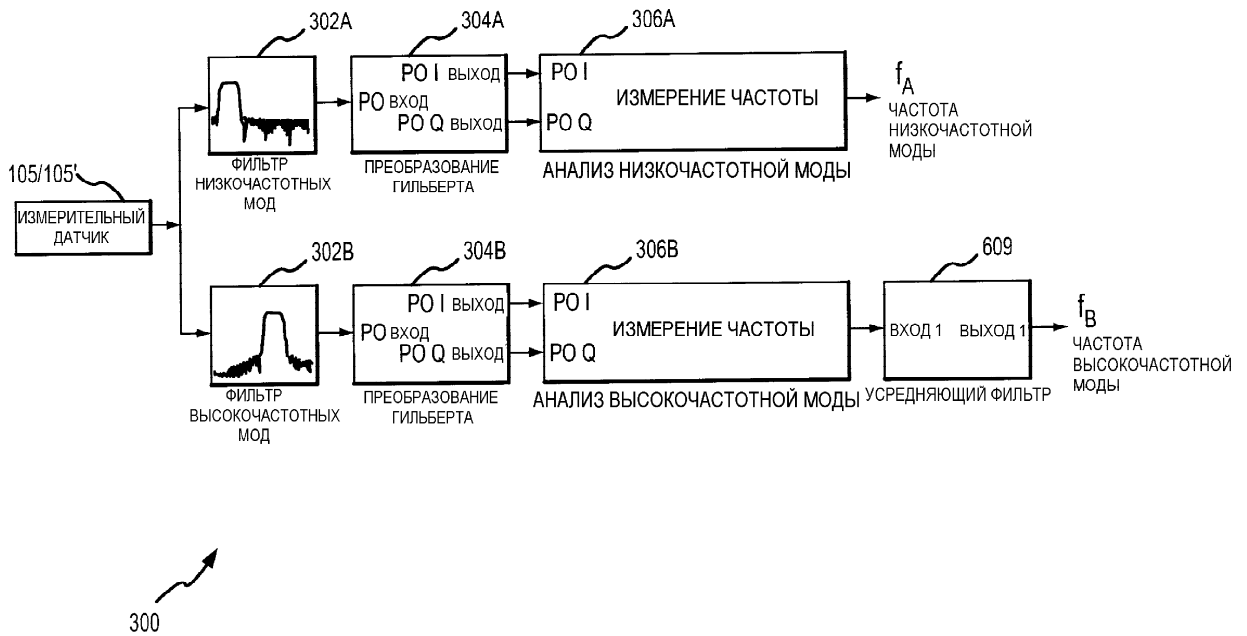 302A
304A
306A
PO I ВЫХОД
PO ВХОД
PO Q ВЫХОД
PO I
ИЗМЕРЕНИЕ ЧАСТОТЫ
PO Q
fA
ЧАСТОТА
НИЗКОЧАСТОТНОЙ
МОДЫ
ФИЛЬТР
НИЗКОЧАСТОТНЫХ
МОД
ПРЕОБРАЗОВАНИЕ
ГИЛЬБЕРТА
АНАЛИЗ НИЗКОЧАСТОТНОЙ МОДЫ
105/105'
ИЗМЕРИТЕЛЬНЫЙ
ДАТЧИК
302B
304B
306B
609
PO I ВЫХОД
PO ВХОД
PO Q ВЫХОД
PO I
ИЗМЕРЕНИЕ ЧАСТОТЫ
PO Q
ВХОД 1 ВЫХОД 1
fB
ЧАСТОТА
ВЫСОКОЧАСТОТНОЙ
МОДЫ
ФИЛЬТР
ВЫСОКОЧАСТОТНЫХ
МОД
ПРЕОБРАЗОВАНИЕ
ГИЛЬБЕРТА
АНАЛИЗ ВЫСОКОЧАСТОТНОЙ МОДЫ
УСРЕДНЯЮЩИЙ ФИЛЬТР
300